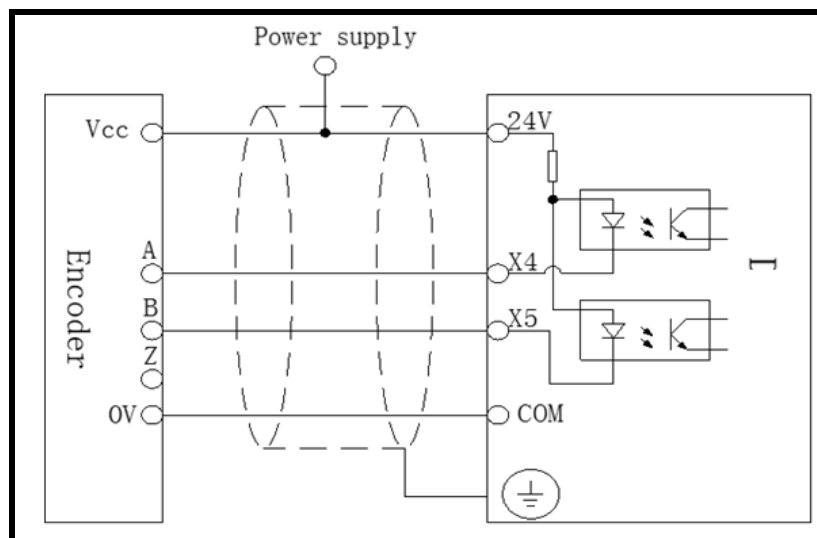 Power supply
Vcc
24V
A
X4
B
X5
Z
0V
COM
Encoder
I